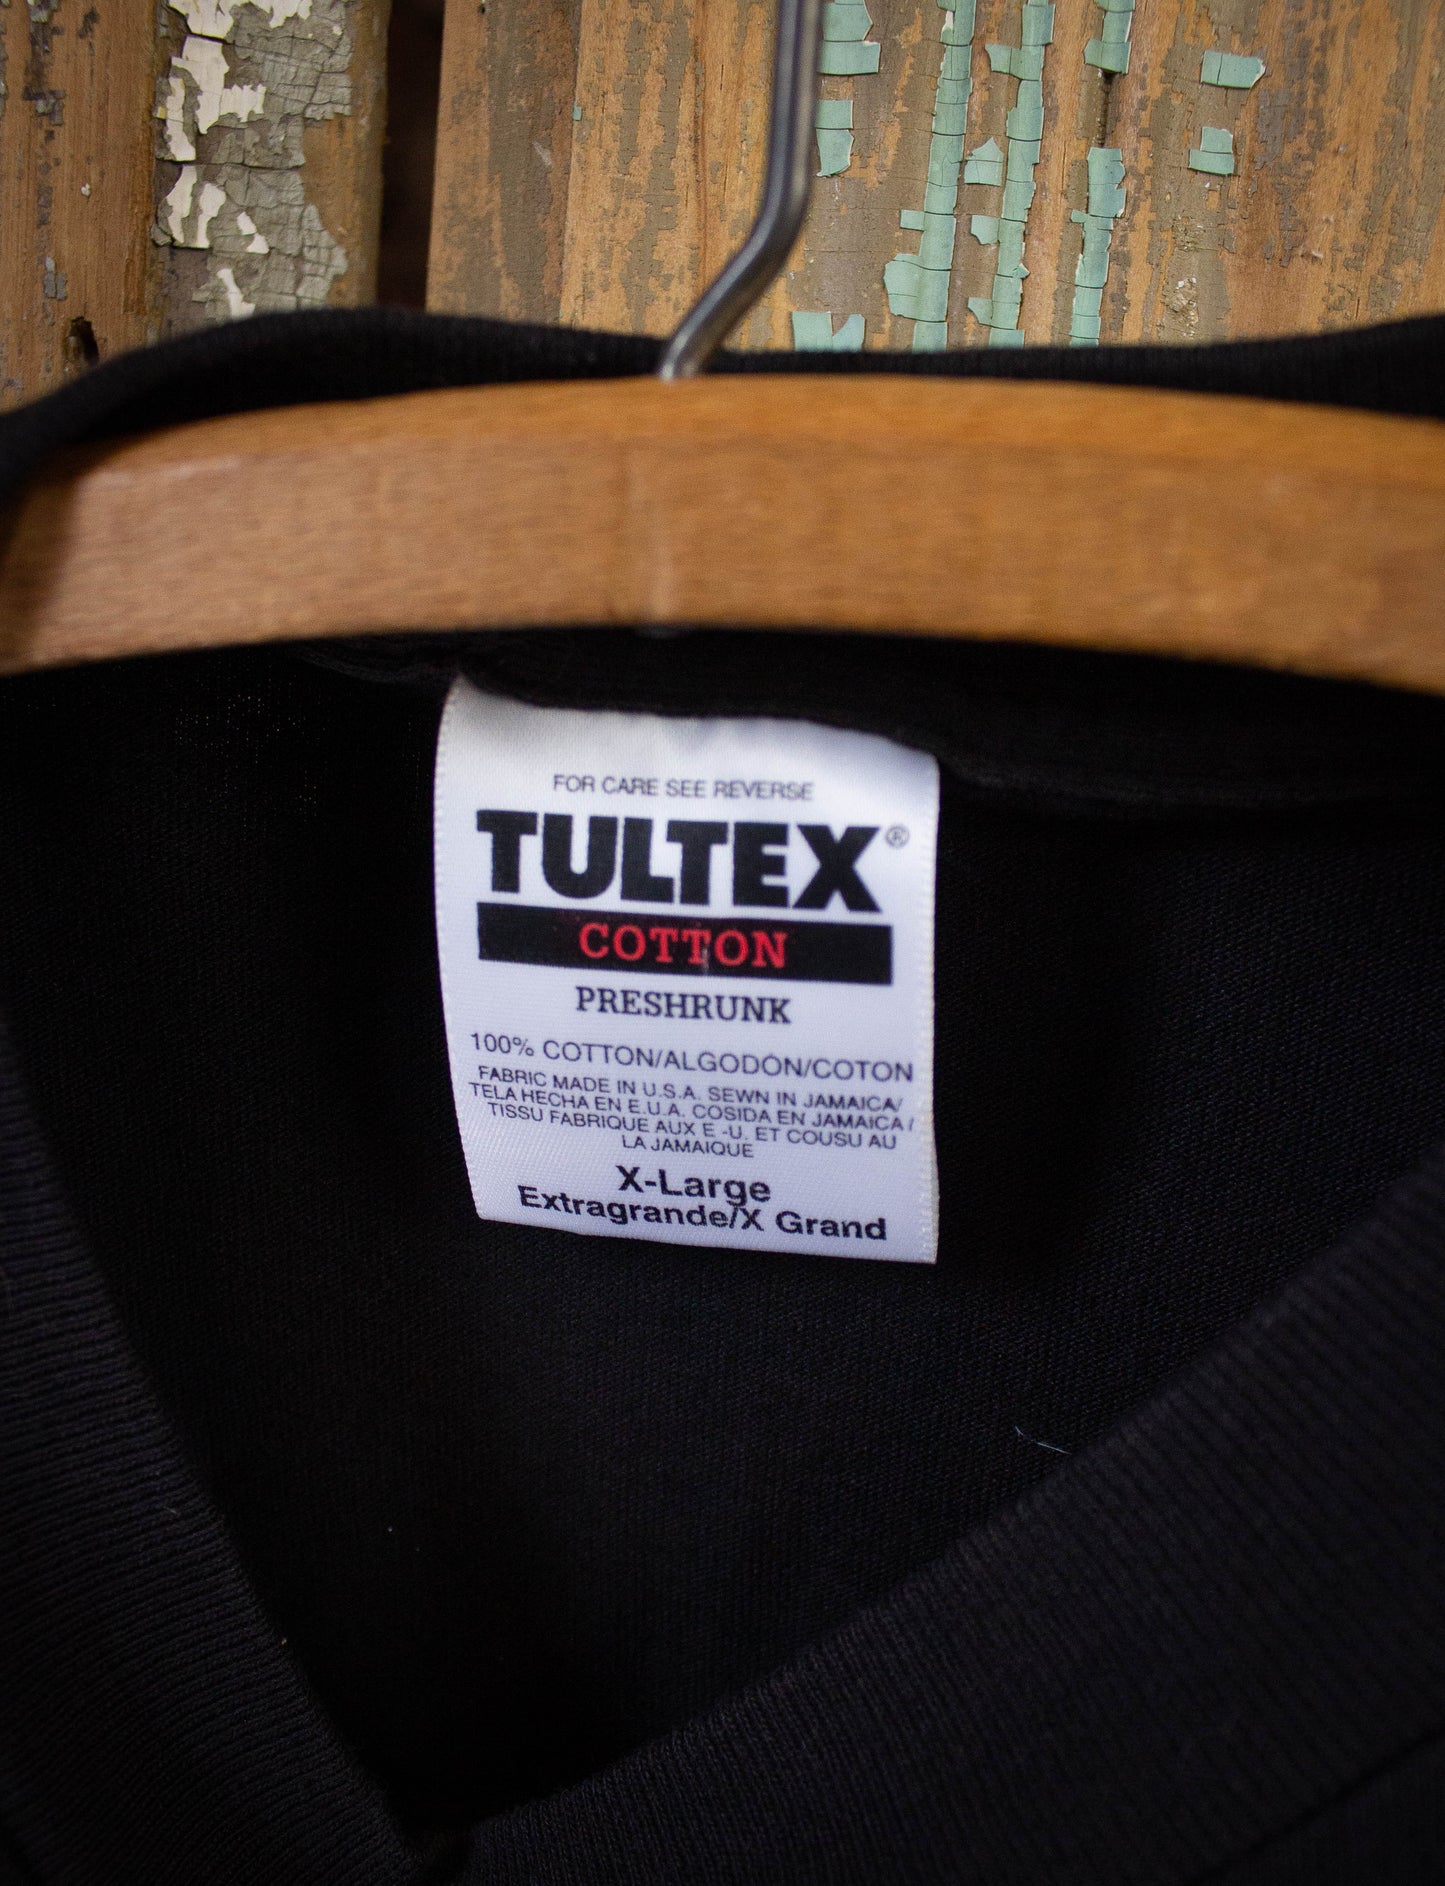 FOR CARE SEE REVERSE
TULTEX®
COTTON
PRESHRUNK
100% COTTON/ALGODÓN/COTON
FABRIC MADE IN U.S.A. SEWN IN JAMAICA/
TELA HECHA EN E.U.A. COSIDA EN JAMAICA /
TISSU FABRIQUE AUX E -U. ET COUSU AU
LA JAMAIQUE
X-Large
Extragrande/X Grand